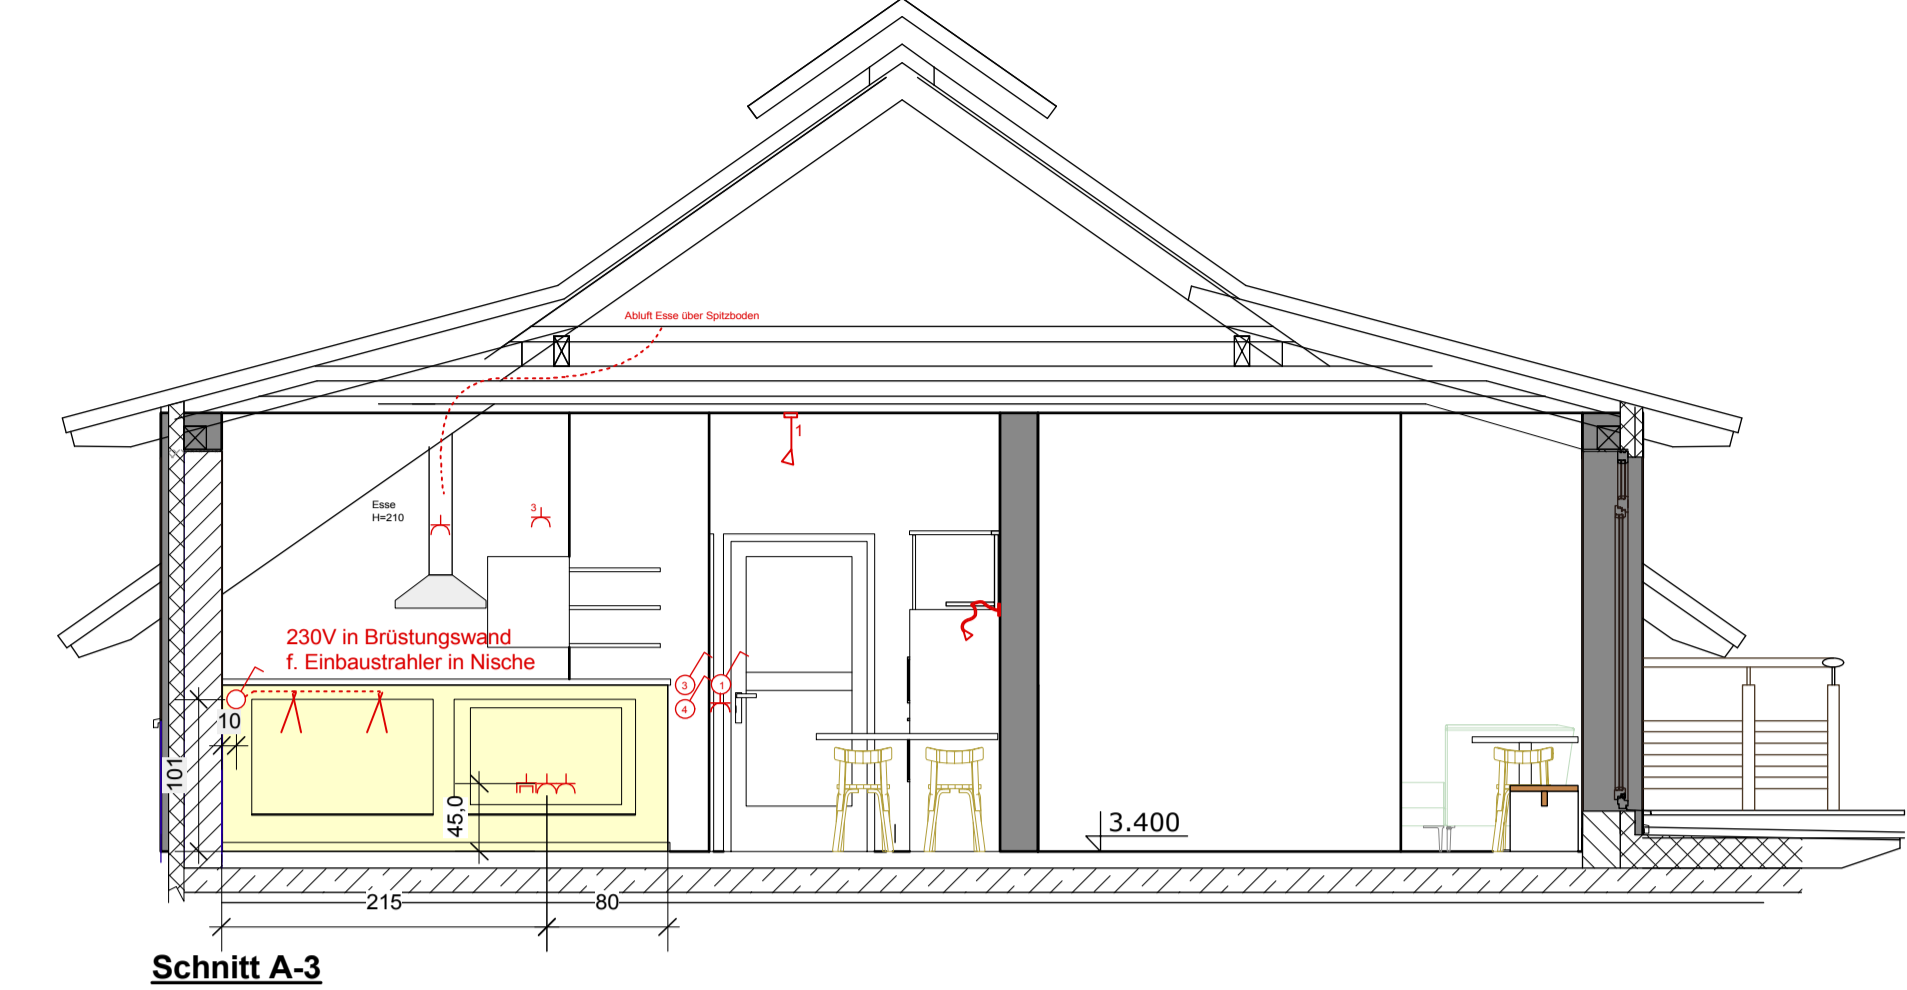 Abluft Esse über Spitzboden
1
Esse
H=210
3
230V in Brüstungswand
f. Einbaustrahler in Nische
3
1
4
10
101
45,0
3.400
215
80
Schnitt A-3